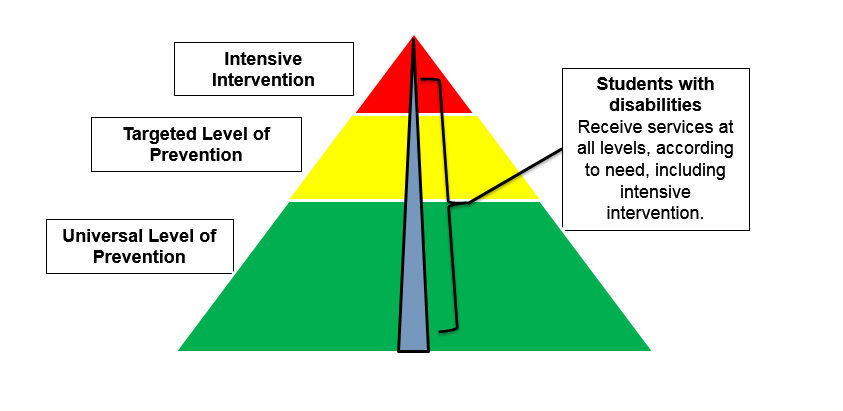 Intensive
Intervention
Targeted Level of
Prevention
Universal Level of
Prevention
Students with
disabilities
Receive services at
all levels, according
to need, including
intensive
intervention.